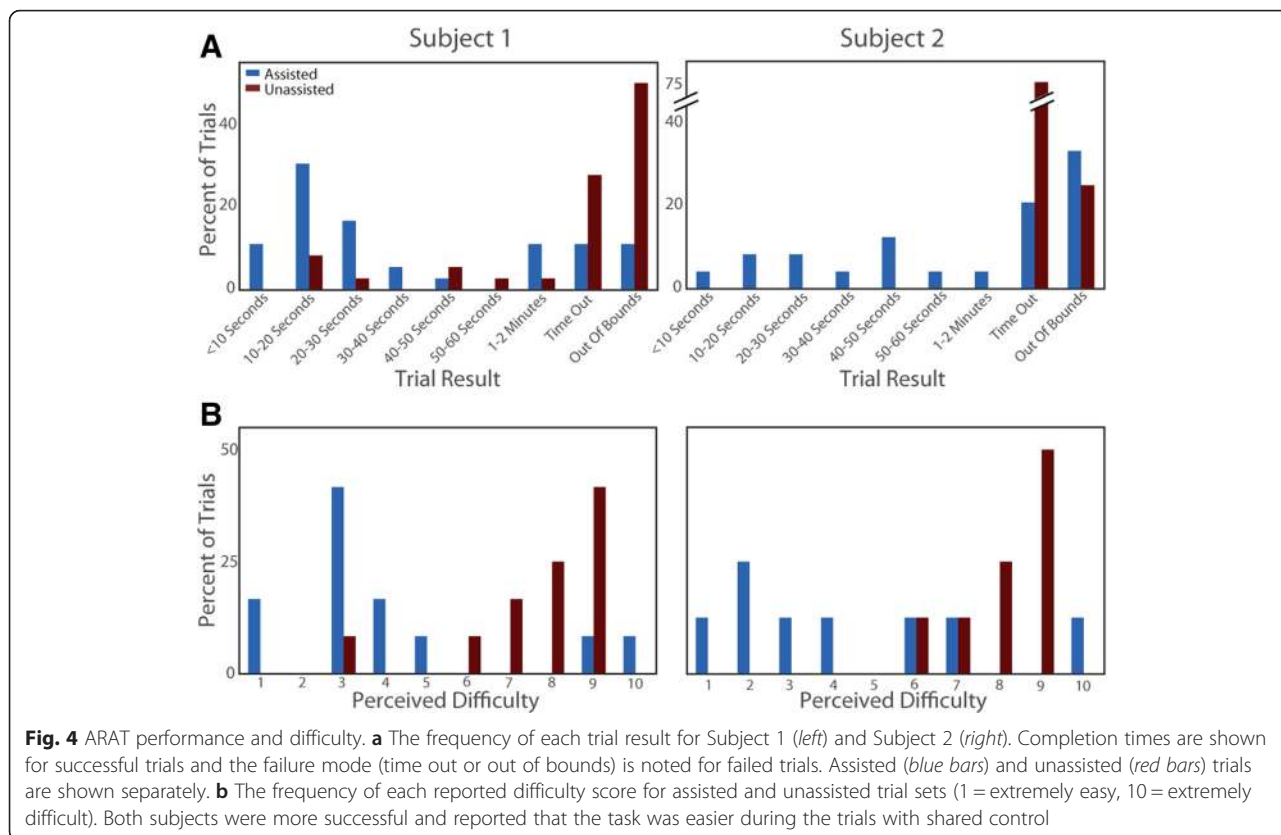 A
Subject 1
Subject 2
Assisted
Unassisted
Percent of Trials
40
20
0
<10 Seconds
10-20 Seconds
20-30 Seconds
30-40 Seconds
40-50 Seconds
50-60 Seconds
1-2 Minutes
Time Out
Out Of Bounds
Trial Result
75
40
20
0
<10 Seconds
10-20 Seconds
20-30 Seconds
30-40 Seconds
40-50 Seconds
50-60 Seconds
1-2 Minutes
Time Out
Out Of Bounds
Trial Result
B
Percent of Trials
50
25
0
1 2 3 4 5 6 7 8 9 10
Perceived Difficulty
1 2 3 4 5 6 7 8 9 10
Perceived Difficulty
Fig. 4 ARAT performance and difficulty. a The frequency of each trial result for Subject 1 (left) and Subject 2 (right). Completion times are shown
for successful trials and the failure mode (time out or out of bounds) is noted for failed trials. Assisted (blue bars) and unassisted (red bars) trials
are shown separately. b The frequency of each reported difficulty score for assisted and unassisted trial sets (1 = extremely easy, 10 = extremely
difficult). Both subjects were more successful and reported that the task was easier during the trials with shared control